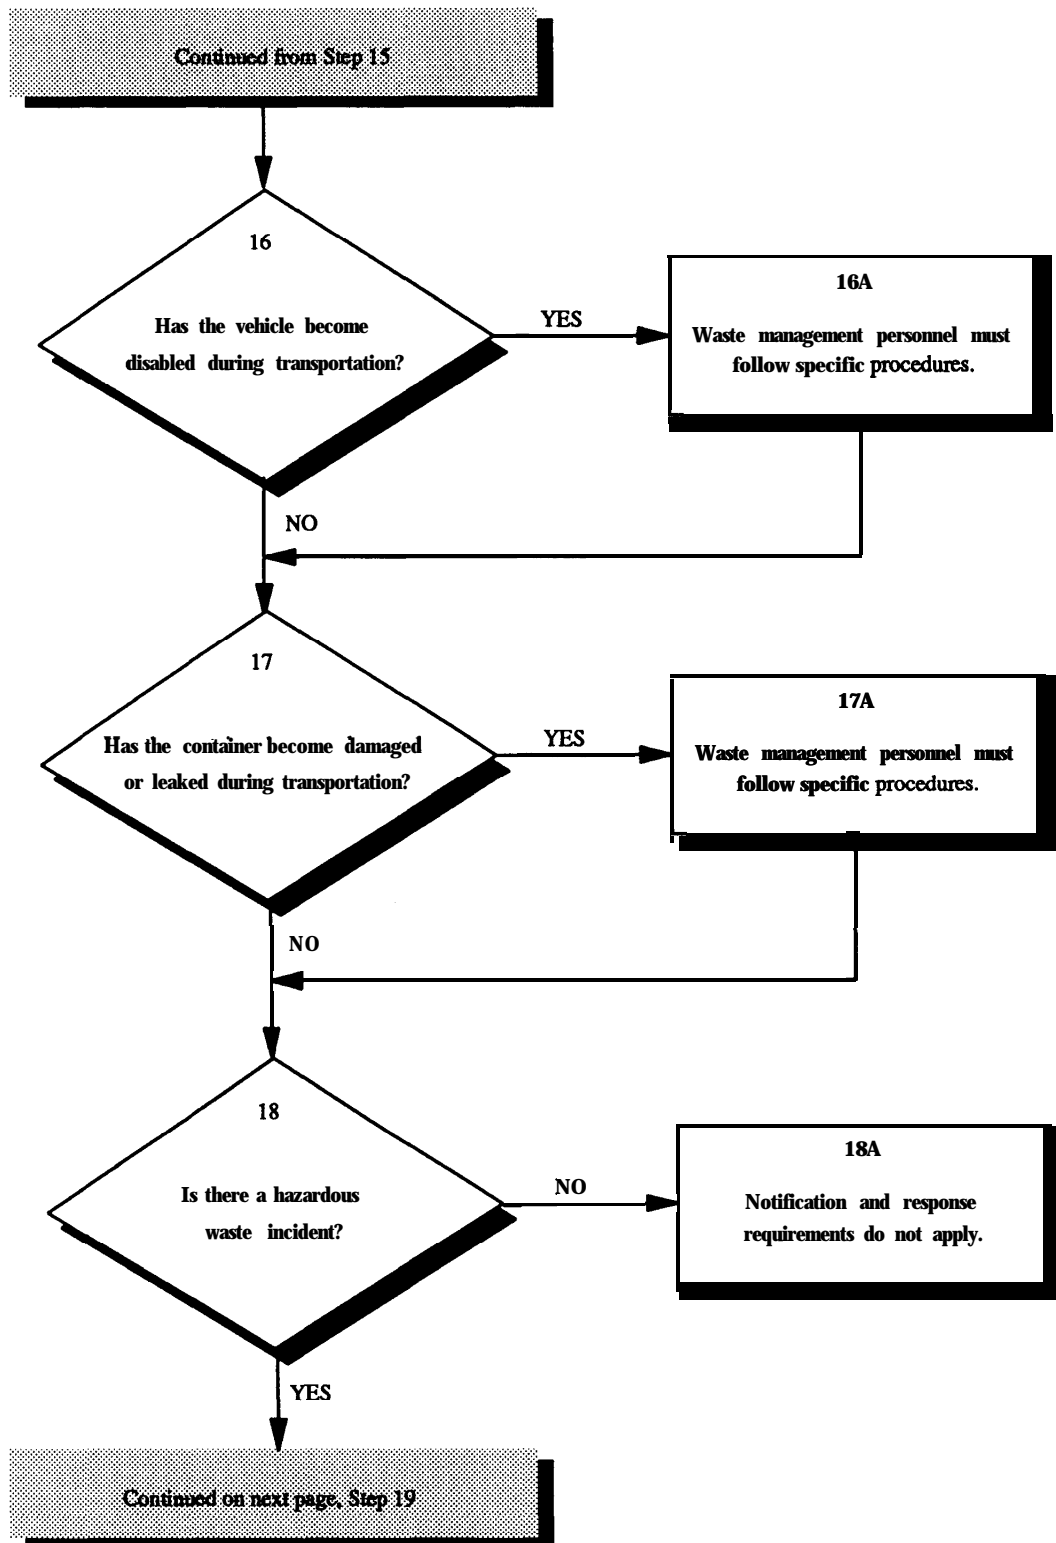 Continued from Step 15
16
Has the vehicle become
disabled during transportation?
YES
16A
Waste management personnel must
follow specific procedures.
NO
17
Has the container become damaged
or leaked during transportation?
YES
17A
Waste management personnel must
follow specific procedures.
NO
18
Is there a hazardous
waste incident?
NO
18A
Notification and response
requirements do not apply.
YES
Continued on next page, Step 19